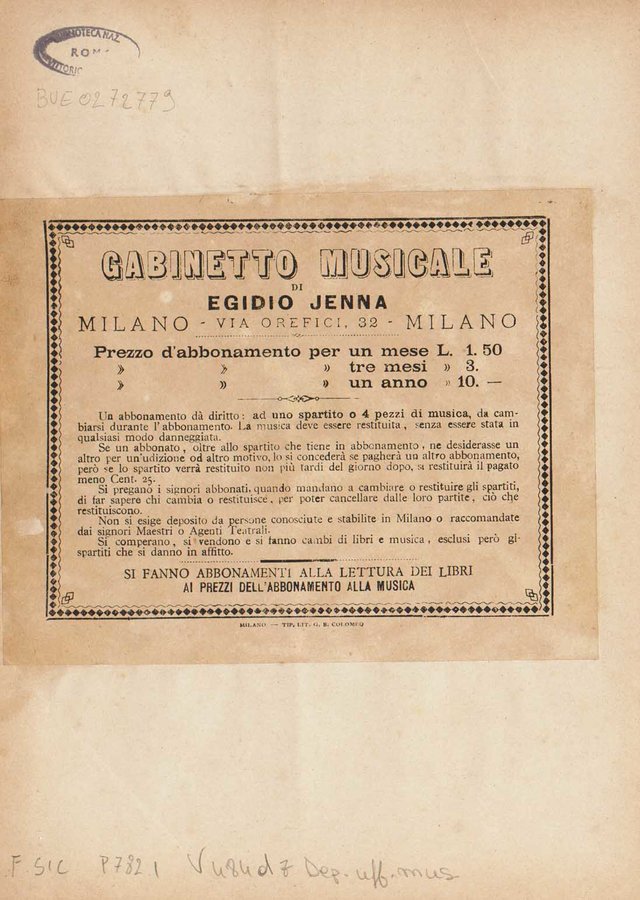 BIBLIOTECA NAZ.
ROMA
VITTORIO
BUE0272779
GABINETTO MUSICALE
DI
EGIDIO JENNA
MILANO - VIA OREFICI, 32 - MILANO
Prezzo d'abbonamento per un mese L. 1. 50
» » » tre mesi » 3.
» » » un anno » 10. —
Un abbonamento dà diritto: ad uno spartito o 4 pezzi di musica, da cam-
biarsi durante l'abbonamento. La musica deve essere restituita, senza essere stata in
qualsiasi modo danneggiata.
Se un abbonato, oltre allo spartito che tiene in abbonamento, ne desiderasse un
altro per un'udizione od altro motivo, lo si concederà se pagherà un altro abbonamento,
però se lo spartito verrà restituito non più tardi del giorno dopo, si restituirà il pagato
meno Cent. 25.
Si pregano i signori abbonati, quando mandano a cambiare o restituire gli spartiti,
di far sapere chi cambia o restituisce, per poter cancellare dalle loro partite, ciò che
restituiscono.
Non si esige deposito da persone conosciute e stabilite in Milano o raccomandate
dai signori Maestri o Agenti Teatrali.
Si comperano, si vendono e si fanno cambi di libri e musica, esclusi però gi-
spartiti che si danno in affitto.
SI FANNO ABBONAMENTI ALLA LETTURA DEI LIBRI
AI PREZZI DELL'ABBONAMENTO ALLA MUSICA
MILANO — TIP. LIT. G. B. COLOMBO
F SIC P782 1 Dep. uff. mus